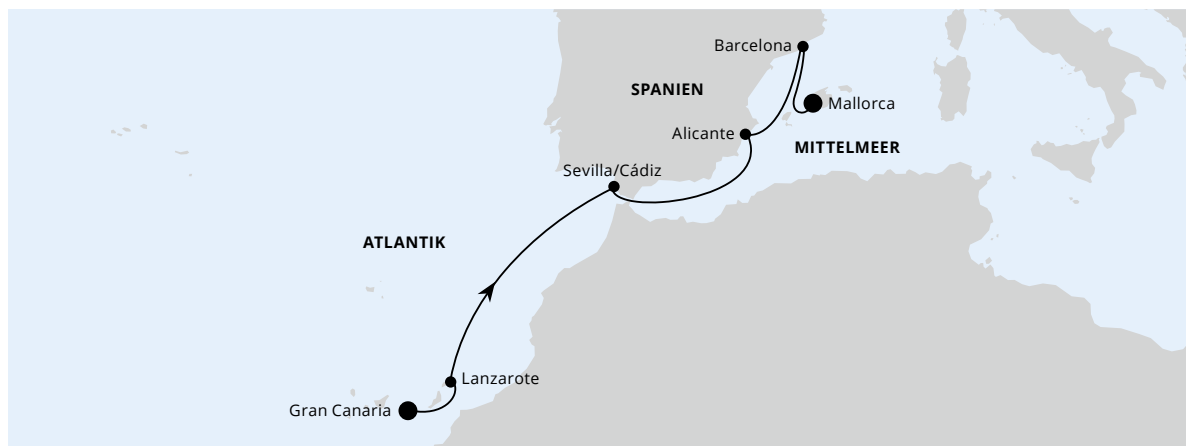 Barcelona
SPANIEN
Mallorca
Alicante
MITTELMEER
Sevilla/Cádiz
ATLANTIK
Lanzarote
Gran Canaria